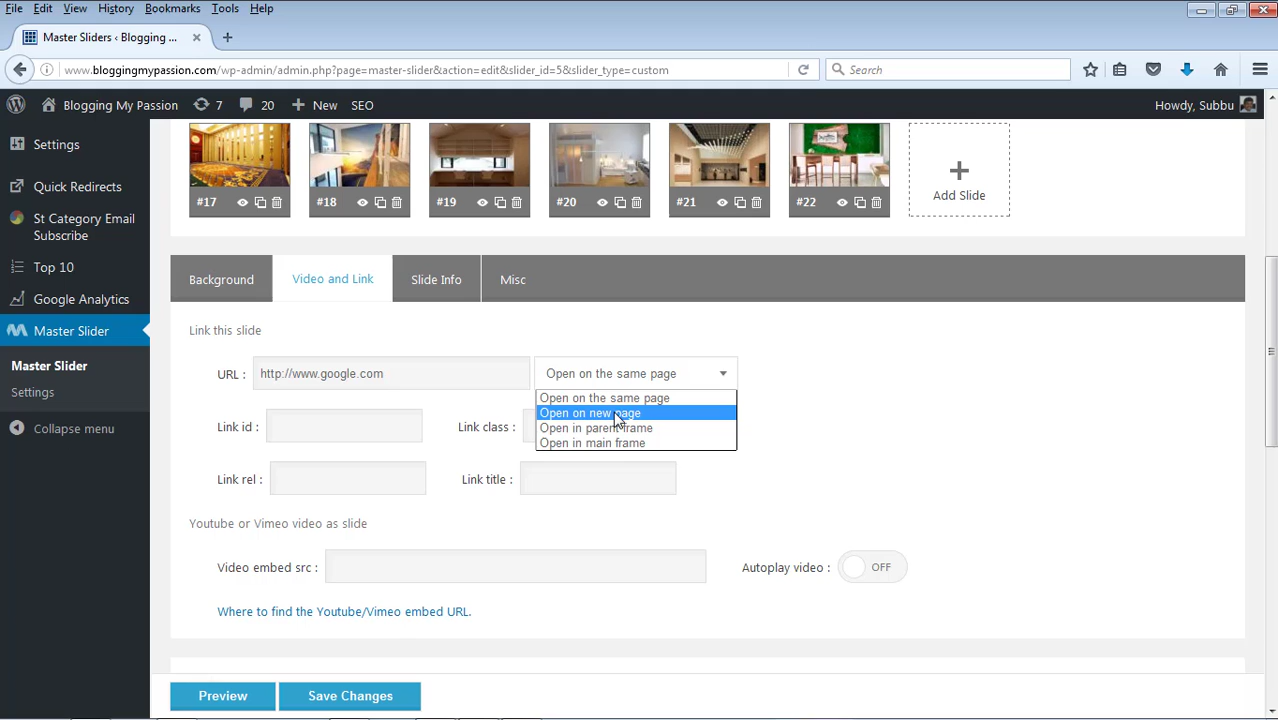 File Edit View History Bookmarks Tools Help
Master Sliders ‹ Blogging ...
www.bloggingmypassion.com/wp-admin/admin.php?page=master-slider&action=edit&slider_id=5&slider_type=custom
Search
Blogging My Passion 7 20 New SEO Howdy, Subbu
Settings
Quick Redirects
St Category Email
Subscribe
Top 10
Google Analytics
Master Slider
Master Slider
Settings
Collapse menu
#17 #18 #19 #20 #21 #22
Add Slide
Background Video and Link Slide Info Misc
Link this slide
URL : http://www.google.com Open on the same page
Open on the same page
Open on new page
Open in parent frame
Open in main frame
Link id : Link class :
Link rel : Link title :
Youtube or Vimeo video as slide
Video embed src : Autoplay video : OFF
Where to find the Youtube/Vimeo embed URL.
Preview Save Changes